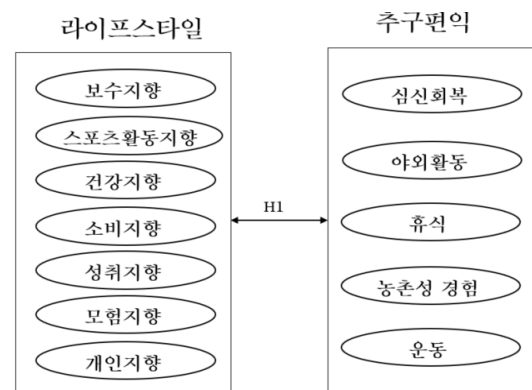 라이프스타일
보수지향
스포츠활동지향
건강지향
소비지향
성취지향
모험지향
개인지향
H1
추구편익
심신회복
야외활동
휴식
농촌성 경험
운동